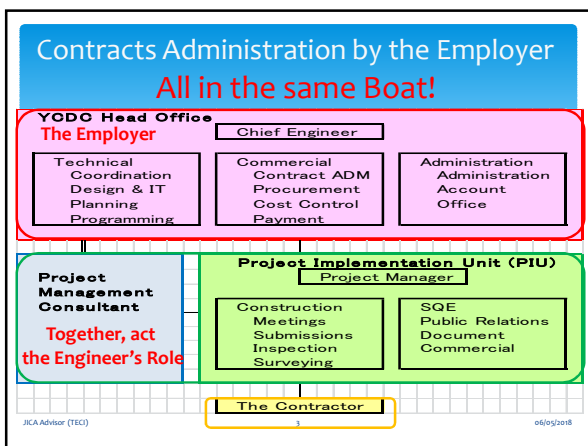 Contracts Administration by the Employer
All in the same Boat!
YCDC Head Office
The Employer
Chief Engineer
Technical
Coordination
Design & IT
Planning
Programming
Commercial
Contract ADM
Procurement
Cost Control
Payment
Administration
Administration
Account
Office
Project
Management
Consultant
Together, act
the Engineer's Role
Project Implementation Unit (PIU)
Project Manager
Construction
Meetings
Submissions
Inspection
Surveying
SQE
Public Relations
Document
Commercial
The Contractor
JICA Advisor (TECI)
3
06/05/2018